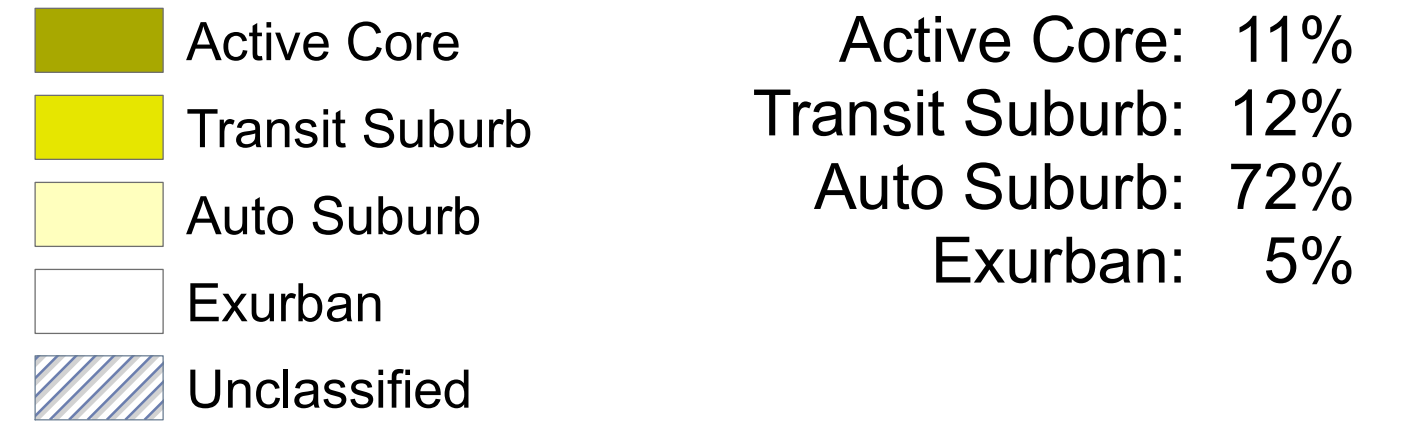 Active Core
Transit Suburb
Auto Suburb
Exurban
Unclassified
Active Core: 11%
Transit Suburb: 12%
Auto Suburb: 72%
Exurban: 5%